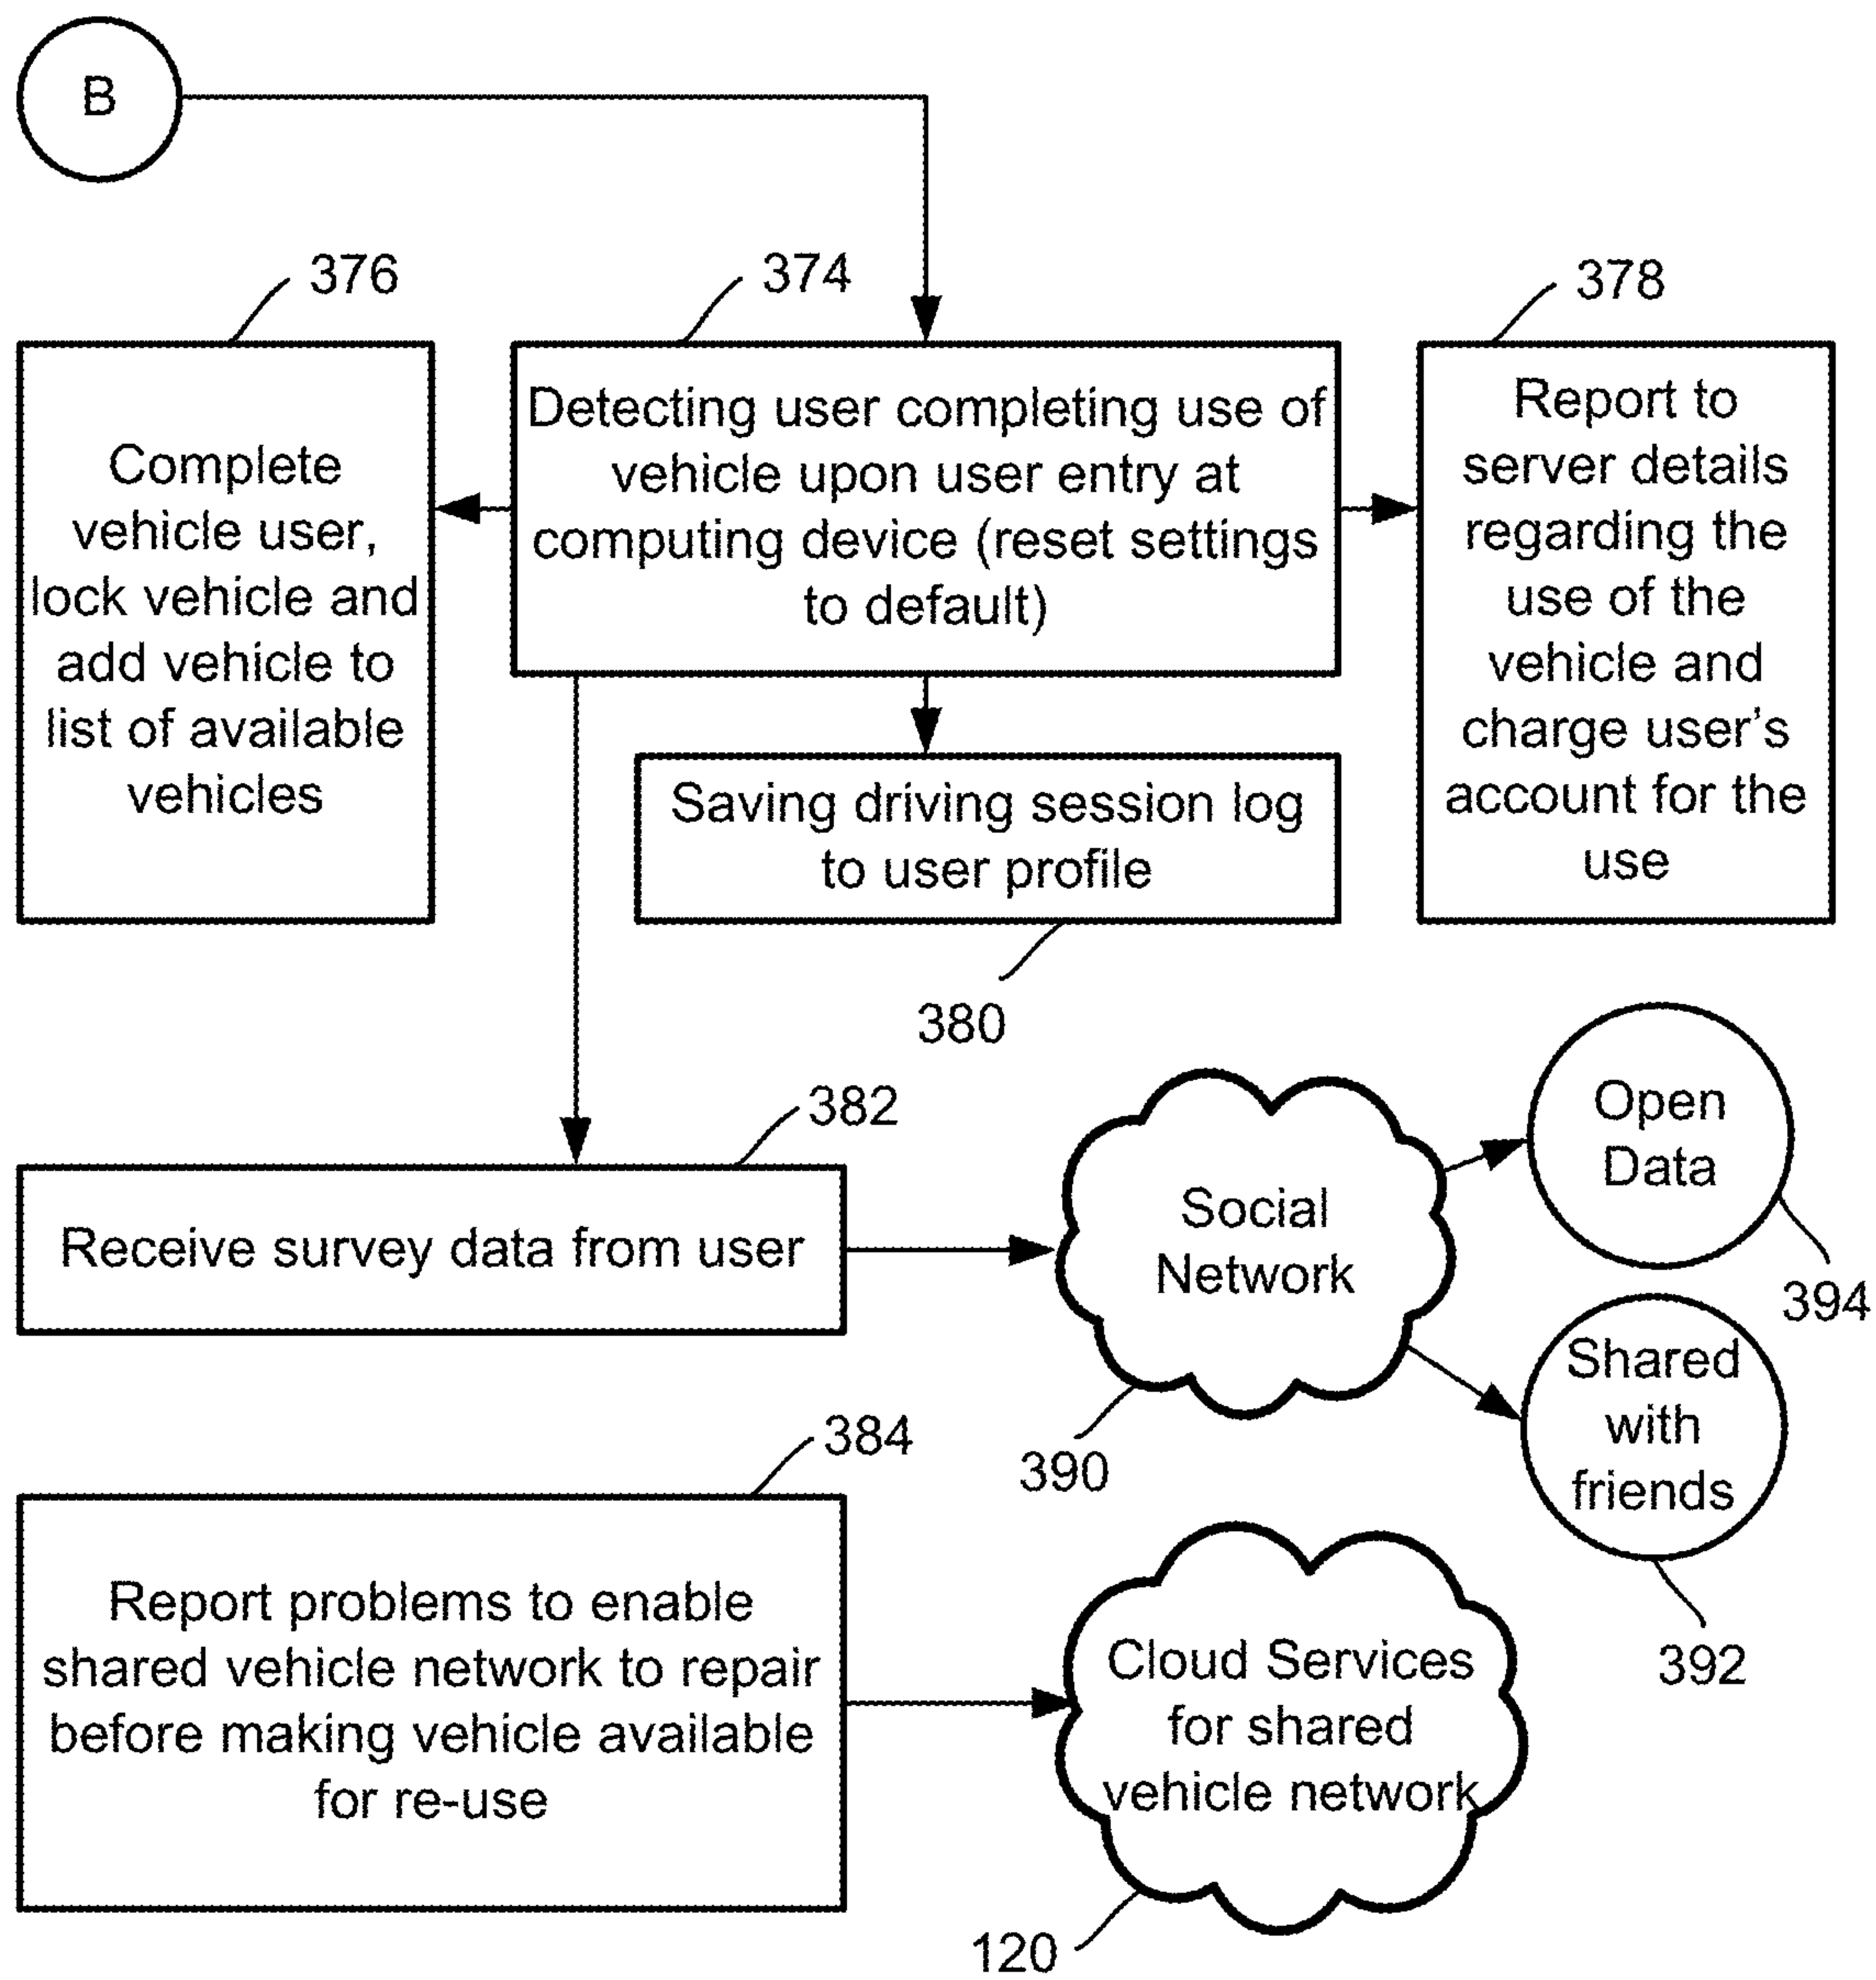 B
376
374
378
Complete
vehicle user,
lock vehicle and
add vehicle to
list of available
vehicles
Detecting user completing use of
vehicle upon user entry at
computing device (reset settings
to default)
Report to
server details
regarding the
use of the
vehicle and
charge user's
account for the
use
Saving driving session log
to user profile
380
382
Receive survey data from user
Social
Network
390
Open
Data
394
Shared
with
friends
392
384
Report problems to enable
shared vehicle network to repair
before making vehicle available
for re-use
Cloud Services
for shared
vehicle network
120